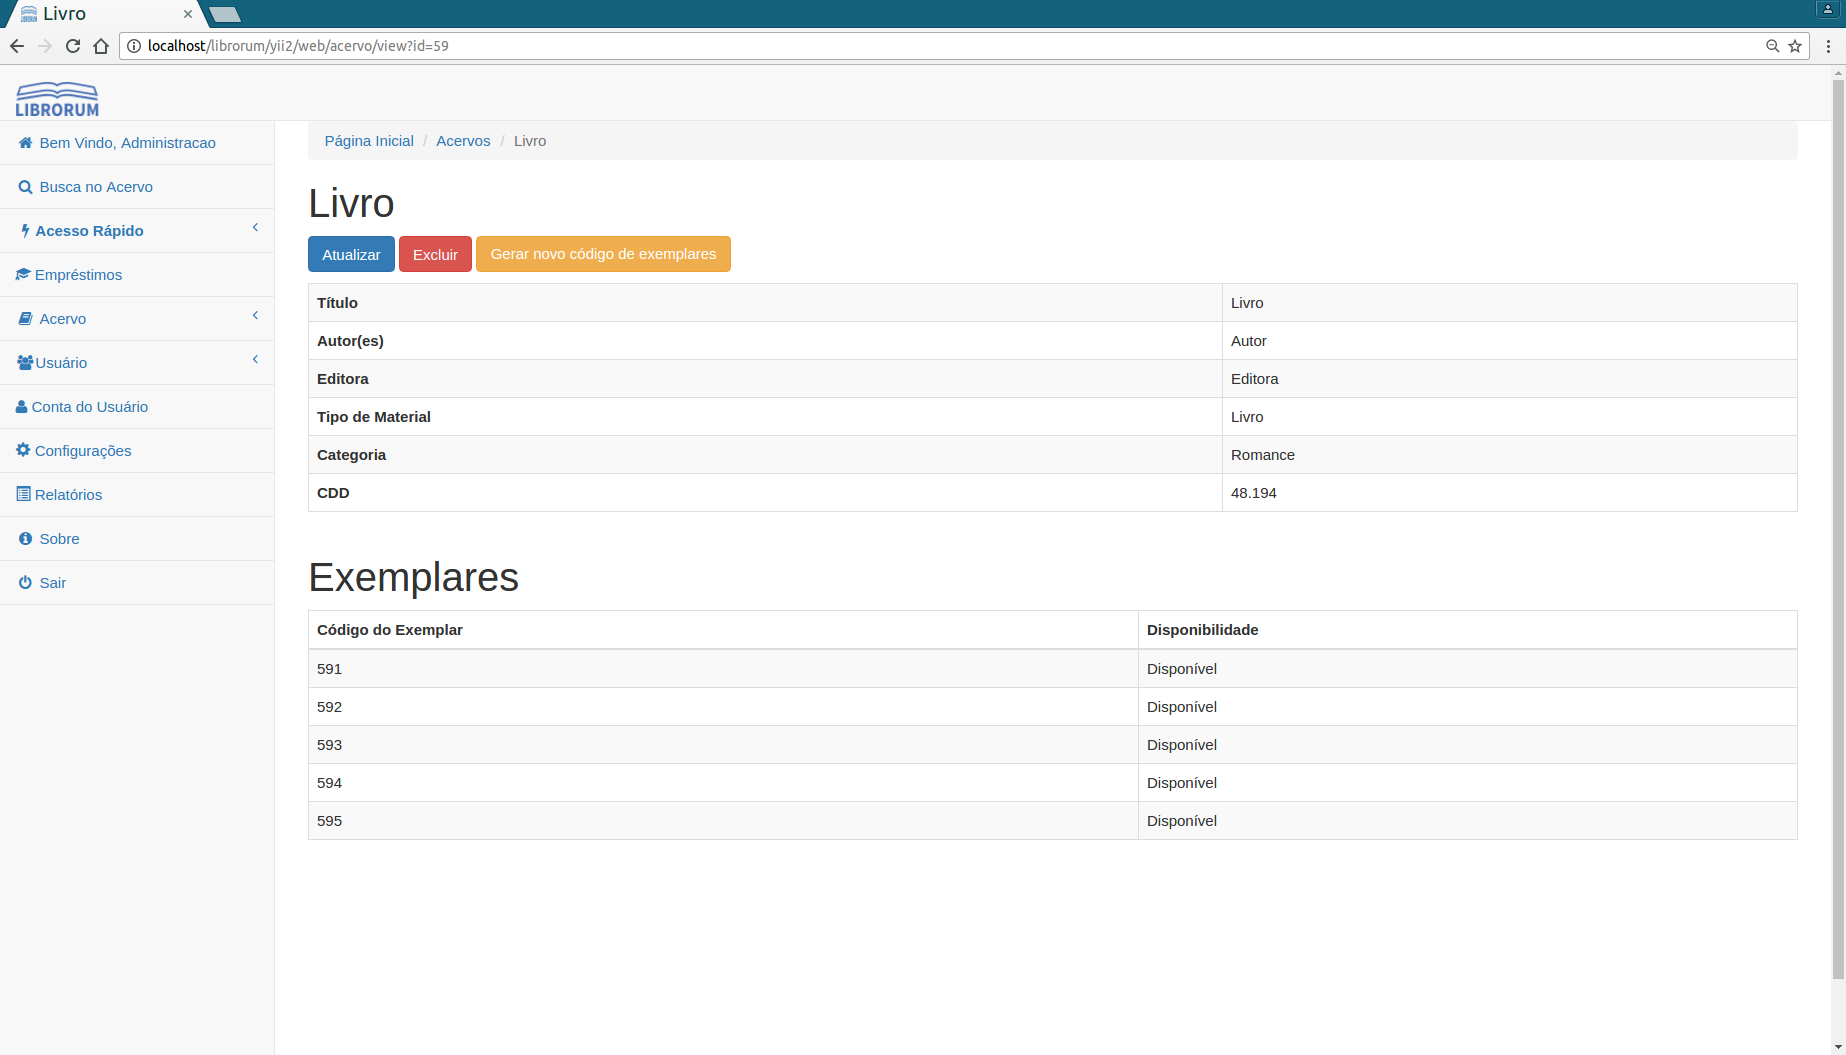 Livro
localhost/librorum/yii2/web/acervo/view?id=59
LIBRORUM
Bem Vindo, Administracao
Busca no Acervo
Acesso Rápido
Empréstimos
Acervo
Usuário
Conta do Usuário
Configurações
Relatórios
Sobre
Sair
Página Inicial / Acervos / Livro
Livro
Atualizar Excluir Gerar novo código de exemplares
Título Livro
Autor(es) Autor
Editora Editora
Tipo de Material Livro
Categoria Romance
CDD 48.194
Exemplares
Código do Exemplar Disponibilidade
591 Disponível
592 Disponível
593 Disponível
594 Disponível
595 Disponível